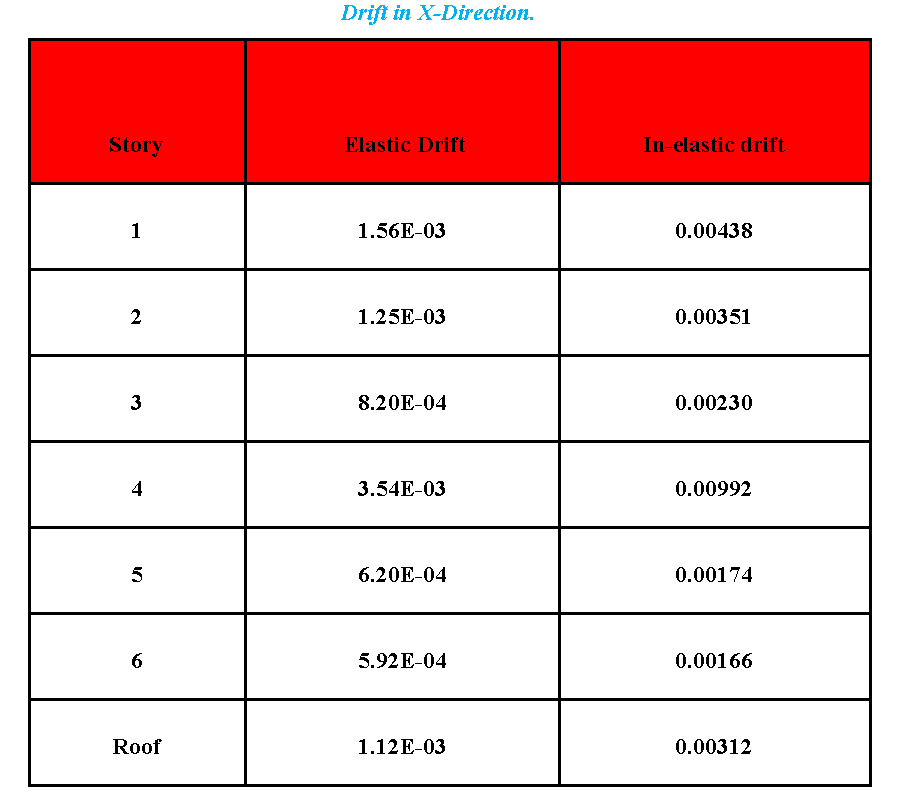 Drift in X-Direction.
Story Elastic Drift In-elastic drift
1 1.56E-03 0.00438
2 1.25E-03 0.00351
3 8.20E-04 0.00230
4 3.54E-03 0.00992
5 6.20E-04 0.00174
6 5.92E-04 0.00166
Roof 1.12E-03 0.00312